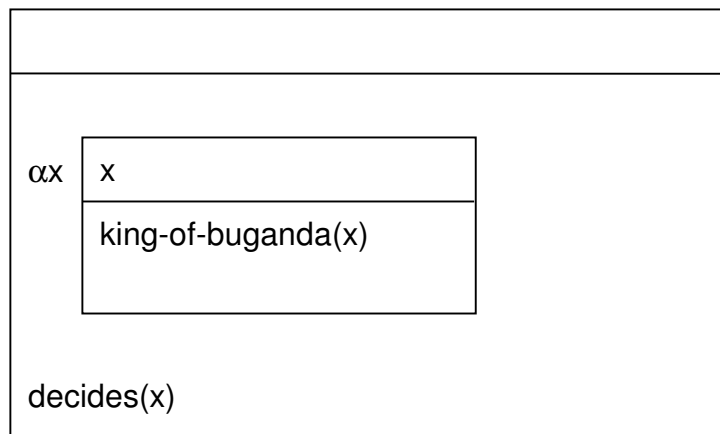 αx x
king-of-buganda(x)
decides(x)